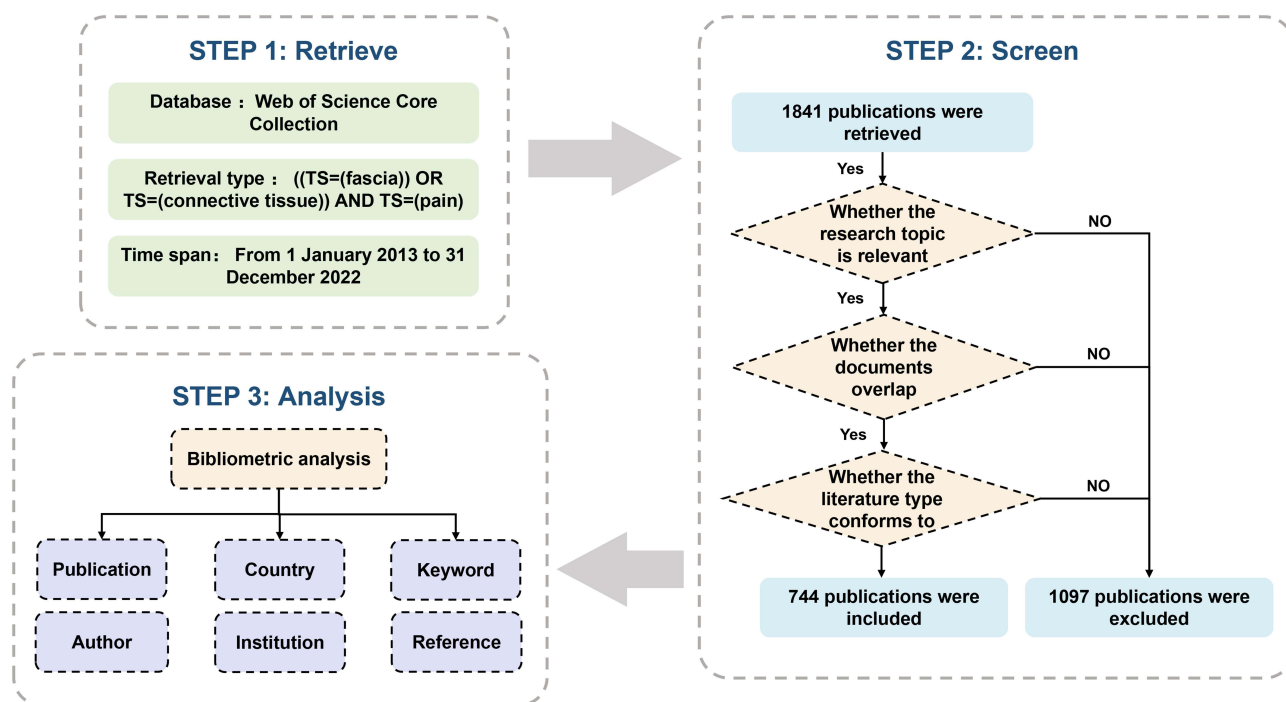 STEP 1: Retrieve
Database： Web of Science Core
Collection
Retrieval type： ((TS=(fascia)) OR
TS=(connective tissue)) AND TS=(pain)
Time span： From 1 January 2013 to 31
December 2022
STEP 2: Screen
1841 publications were
retrieved
Yes
Whether the
research topic
is relevant
NO
Yes
Whether the
documents
overlap
NO
Yes
Whether the
literature type
conforms to
NO
744 publications were
included
1097 publications were
excluded
STEP 3: Analysis
Bibliometric analysis
Publication
Country
Keyword
Author
Institution
Reference